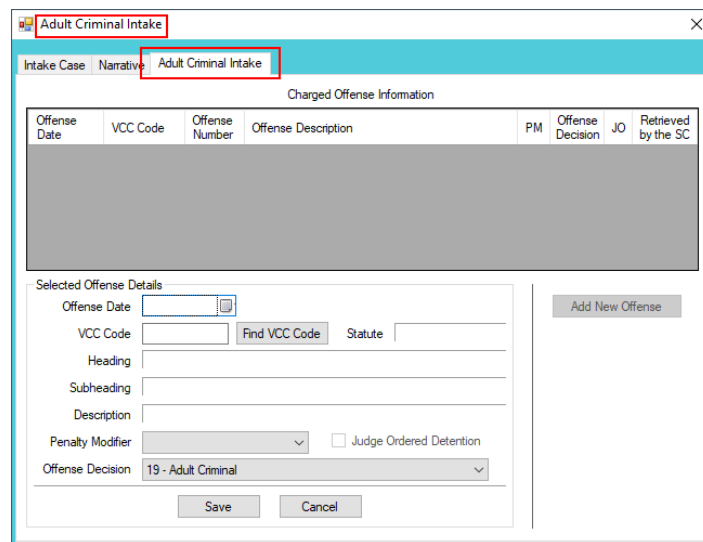 Adult Criminal Intake
Intake Case Narrative Adult Criminal Intake
Charged Offense Information
Offense Date VCC Code Offense Number Offense Description PM Offense Decision JO Retrieved by the SC
Selected Offense Details
Offense Date
Add New Offense
VCC Code Find VCC Code Statute
Heading
Subheading
Description
Penalty Modifier Judge Ordered Detention
Offense Decision 19 - Adult Criminal
Save Cancel